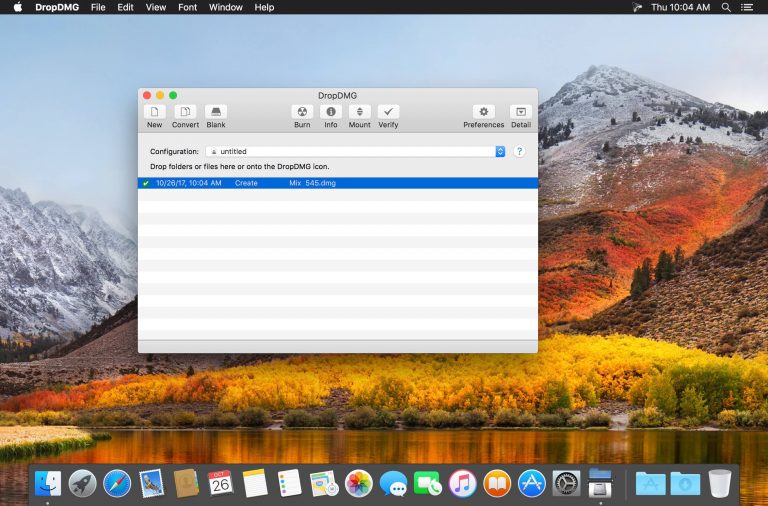 DropDMG File Edit View Font Window Help Thu 10:04 AM
DropDMG
New Convert Blank Burn Info Mount Verify Preferences Detail
Configuration: untitled ?
Drop folders or files here or onto the DropDMG icon.
10/26/17, 10:04 AM Create Mix 545.dmg
OCT
26